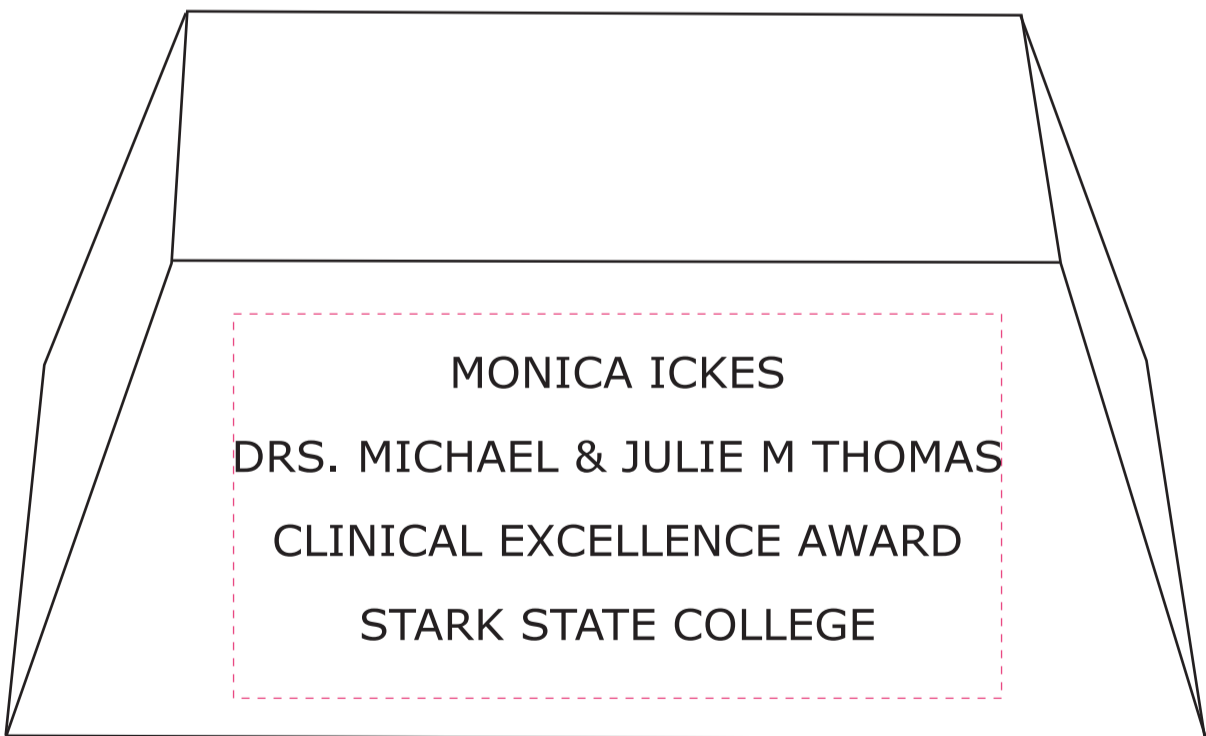 MONICA ICKES
DRS. MICHAEL & JULIE M THOMAS
CLINICAL EXCELLENCE AWARD
STARK STATE COLLEGE